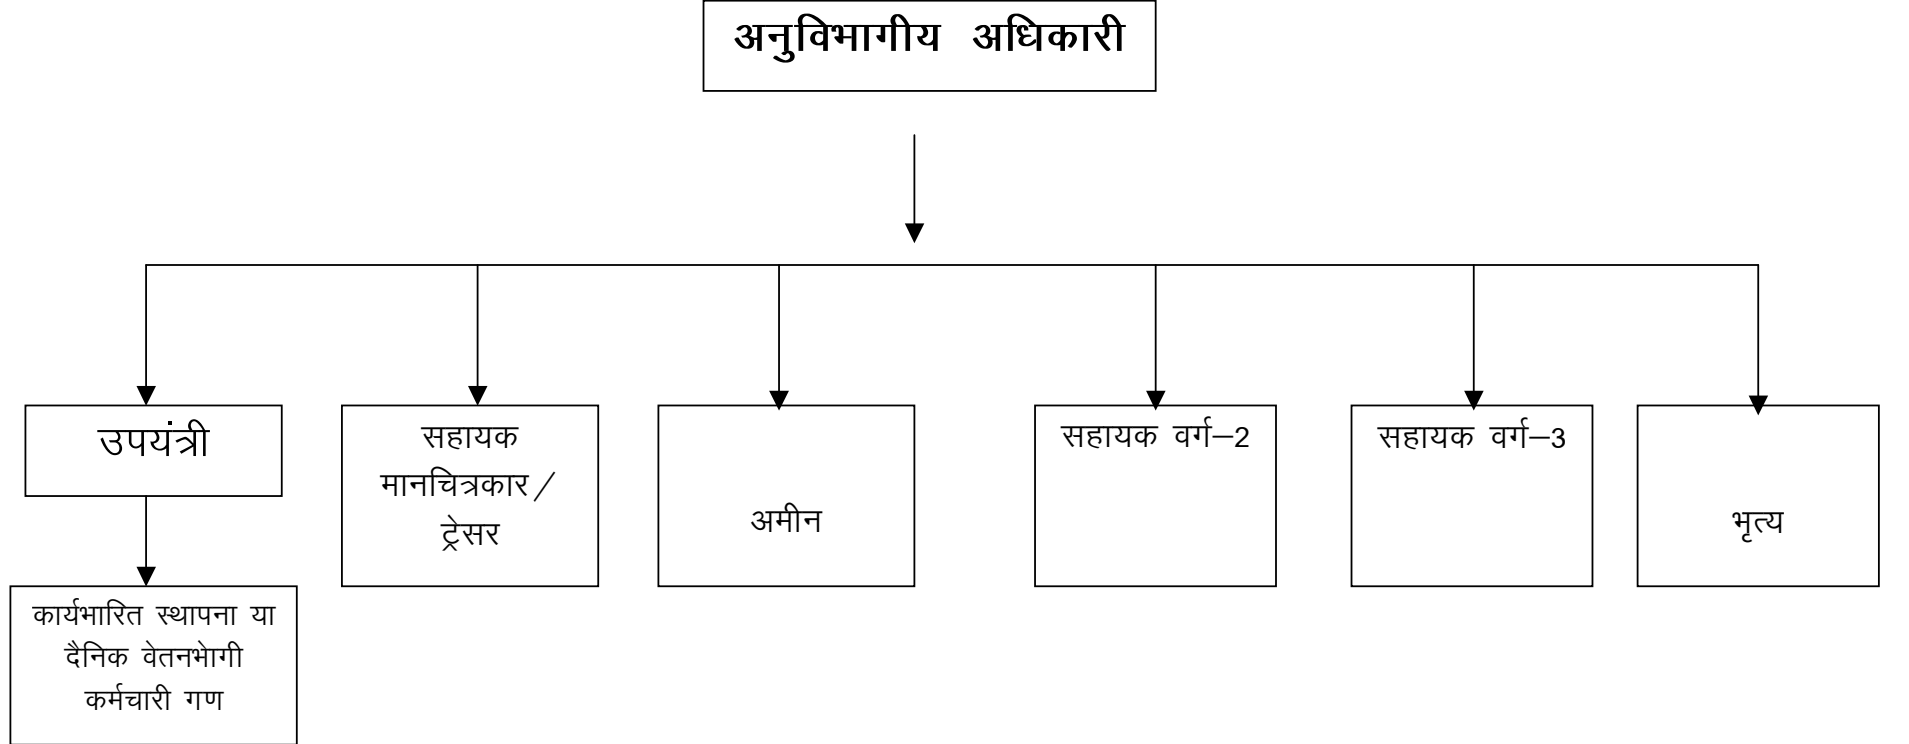 अनुविभागीय अधिकारी
उपयंत्री
सहायक
मानचित्रकार/
ट्रेसर
अमीन
सहायक वर्ग–2
सहायक वर्ग–3
भृत्य
कार्यभारित स्थापना या
दैनिक वेतनभेागी
कर्मचारी गण